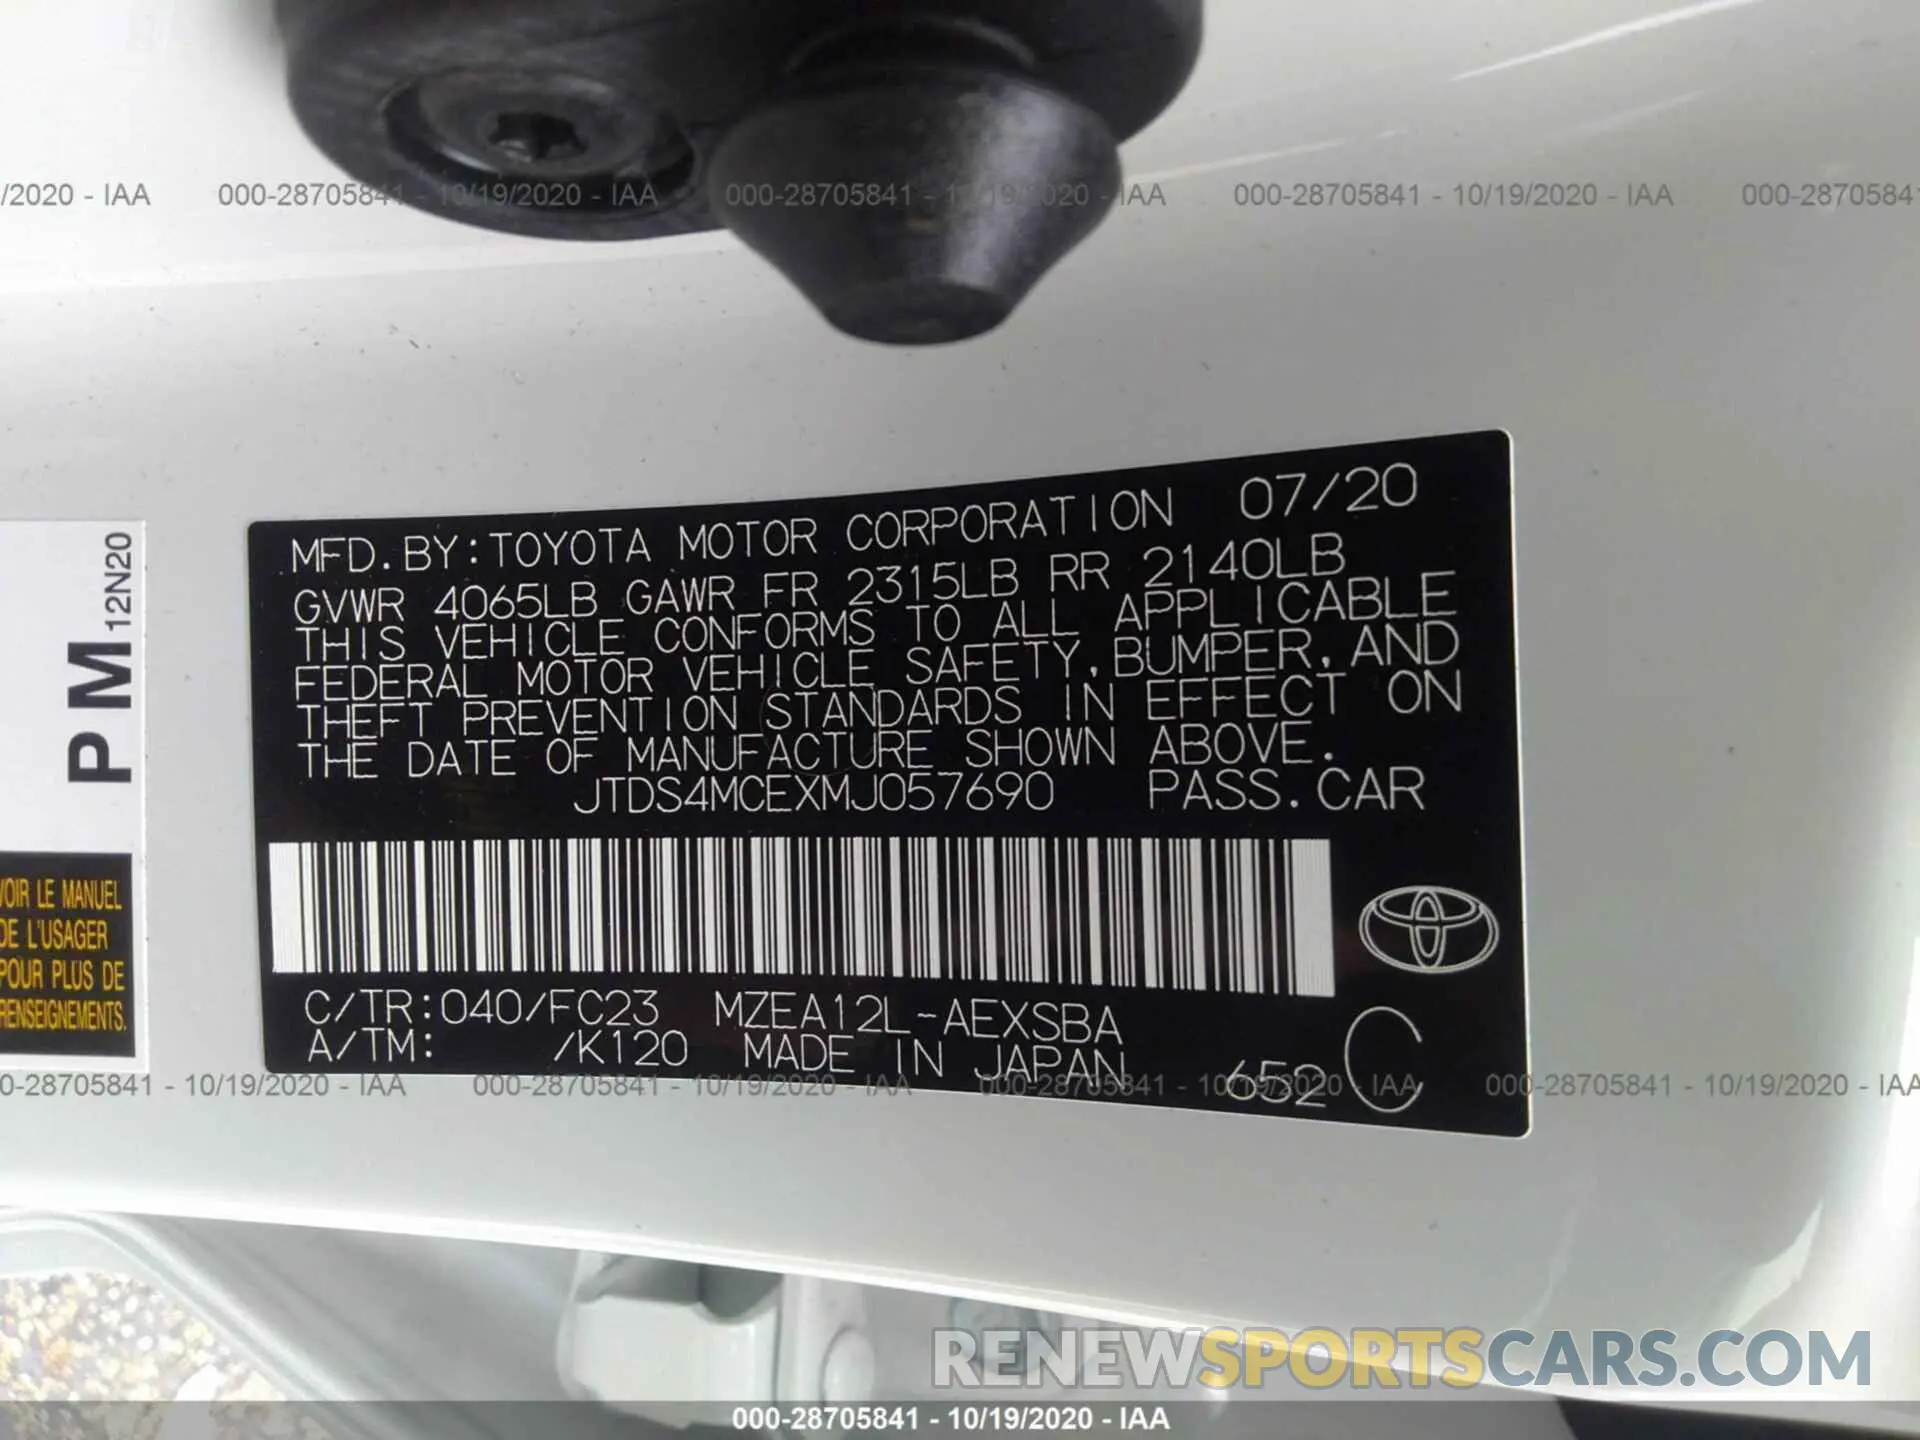 /2020 - IAA 000-28705841 - 10/19/2020 - IAA 000-28705841 - 10/19/2020 - IAA 000-28705841 - 10/19/2020 - IAA 000-2870584
PM 12N20
MFD. BY: TOYOTA MOTOR CORPORATION 07/20
GVWR 4065LB GAWR FR 2315LB RR 2140LB
THIS VEHICLE CONFORMS TO ALL APPLICABLE
FEDERAL MOTOR VEHICLE SAFETY, BUMPER, AND
THEFT PREVENTION STANDARDS IN EFFECT ON
THE DATE OF MANUFACTURE SHOWN ABOVE.
JTDS4MCEXMJ057690 PASS. CAR
VOIR LE MANUEL
DE L'USAGER
POUR PLUS DE
RENSEIGNEMENTS.
C/TR: 040/FC23 MZEA12L-AEXSBA
A/TM: /K120 MADE IN JAPAN 652 C
0-28705841 - 10/19/2020 - IAA 000-28705841 - 10/19/2020 - IAA 000-28705841 - 10/19/2020 - IAA 000-28705841 - 10/19/2020 - IAA
RENEWSPORTSCARS.COM
000-28705841 - 10/19/2020 - IAA